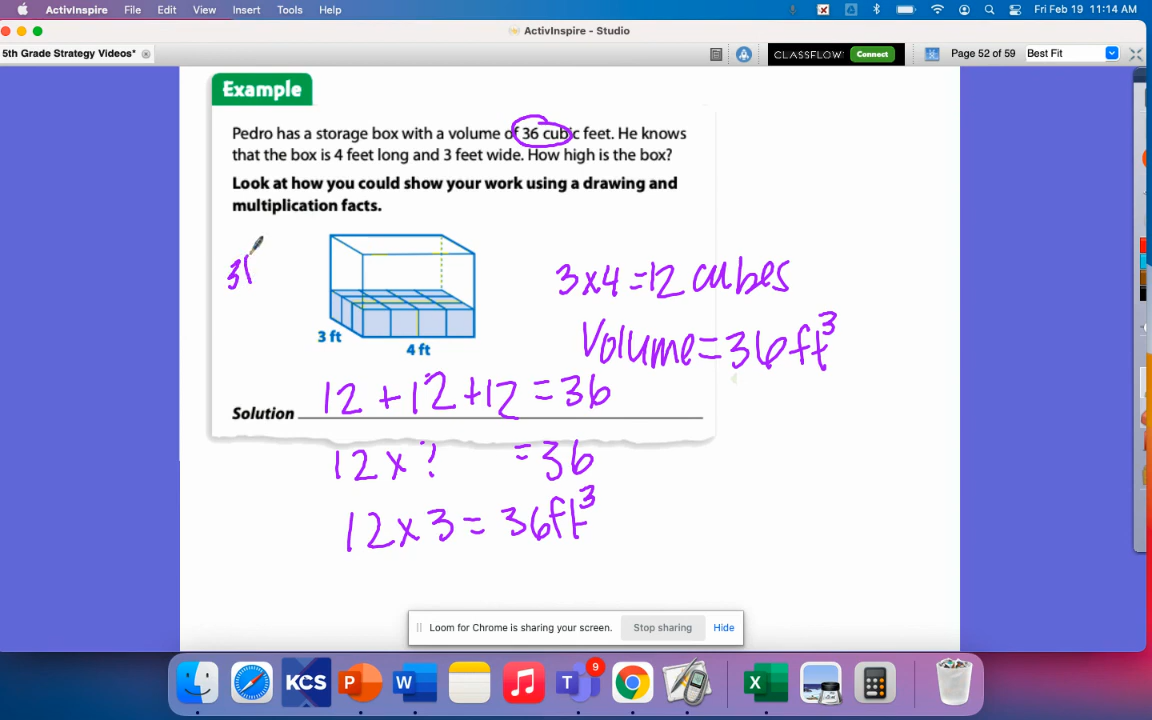 ActivInspire File Edit View Insert Tools Help Fri Feb 19 11:14 AM
ActivInspire - Studio
5th Grade Strategy Videos* CLASSFLOW Connect Page 52 of 59 Best Fit
Example
Pedro has a storage box with a volume of 36 cubic feet. He knows
that the box is 4 feet long and 3 feet wide. How high is the box?
Look at how you could show your work using a drawing and
multiplication facts.
3x4=12 cubes
Volume=36ft³
3 ft
4 ft
12 +12+12 =36
Solution
12 x ? =36
12 x 3 = 36ft³
Loom for Chrome is sharing your screen. Stop sharing Hide
KCS P W T 9 X